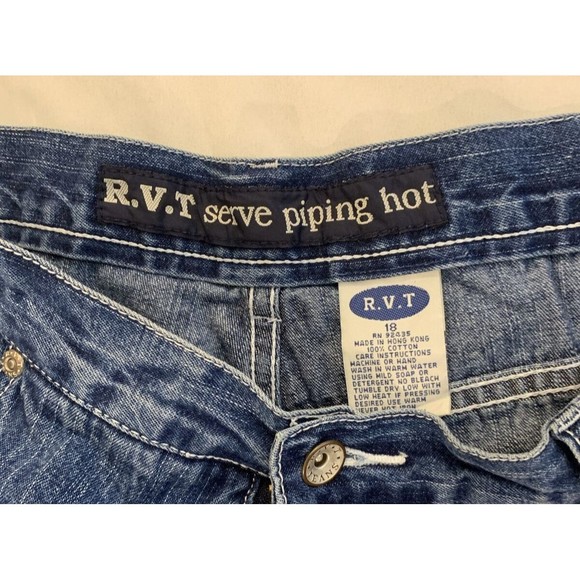 R.V.T serve piping hot
R.V.T
18
RN 92435
MADE IN HONG KONG
100% COTTON
CARE INSTRUCTIONS
MACHINE OR HAND
WASH IN WARM WATER
USING MILD SOAP OR
DETERGENT NO BLEACH
TUMBLE DRY LOW WITH
LOW HEAT IF PRESSING
DESIRED USE WARM
JEANS